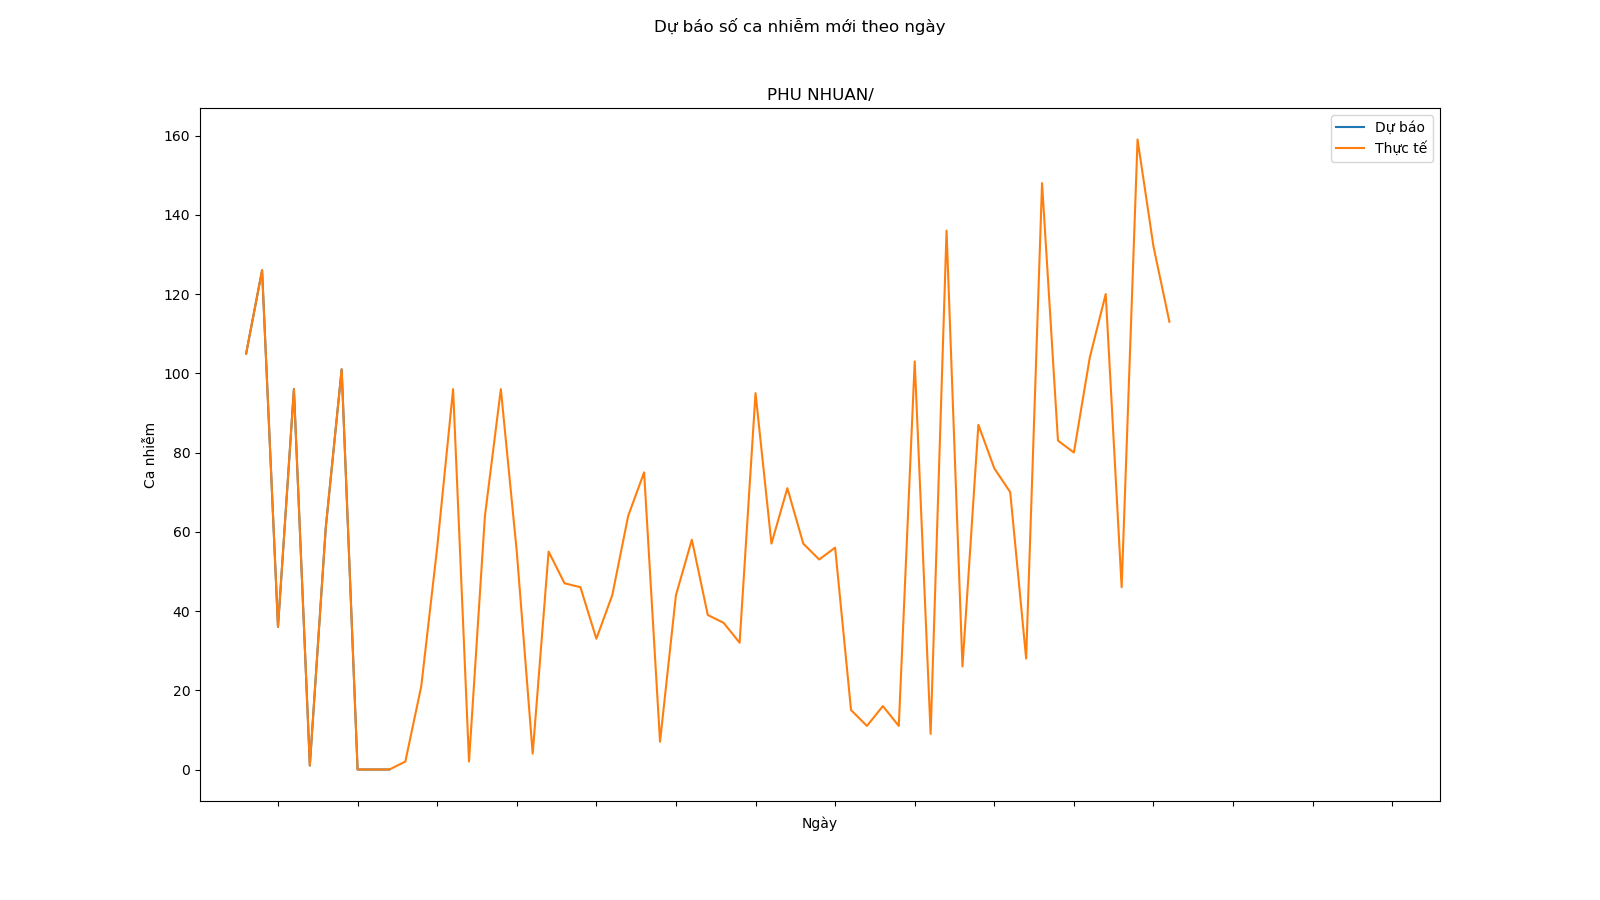 Dự báo số ca nhiễm mới theo ngày
PHU NHUAN/
Dự báo
Thực tế
160
140
120
100
80
60
40
20
0
Ca nhiễm
Ngày